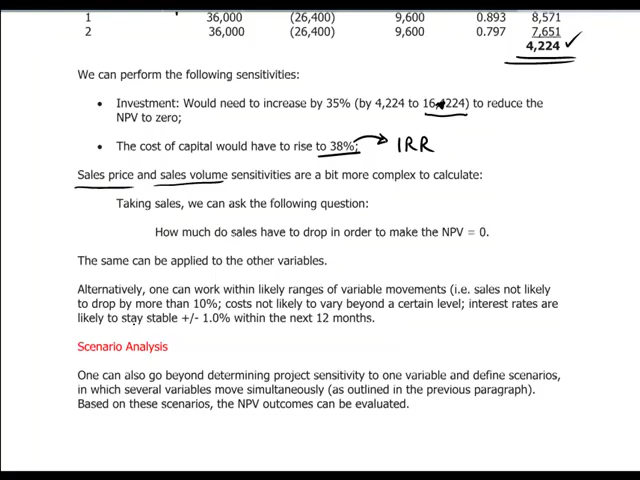 1 36,000 (26,400) 9,600 0.893 8,571
2 36,000 (26,400) 9,600 0.797 7,651
4,224
We can perform the following sensitivities:
• Investment: Would need to increase by 35% (by 4,224 to 16,224) to reduce the
NPV to zero;
• The cost of capital would have to rise to 38%; IRR
Sales price and sales volume sensitivities are a bit more complex to calculate:
Taking sales, we can ask the following question:
How much do sales have to drop in order to make the NPV = 0.
The same can be applied to the other variables.
Alternatively, one can work within likely ranges of variable movements (i.e. sales not likely
to drop by more than 10%; costs not likely to vary beyond a certain level; interest rates are
likely to stay stable +/- 1.0% within the next 12 months.
Scenario Analysis
One can also go beyond determining project sensitivity to one variable and define scenarios,
in which several variables move simultaneously (as outlined in the previous paragraph).
Based on these scenarios, the NPV outcomes can be evaluated.